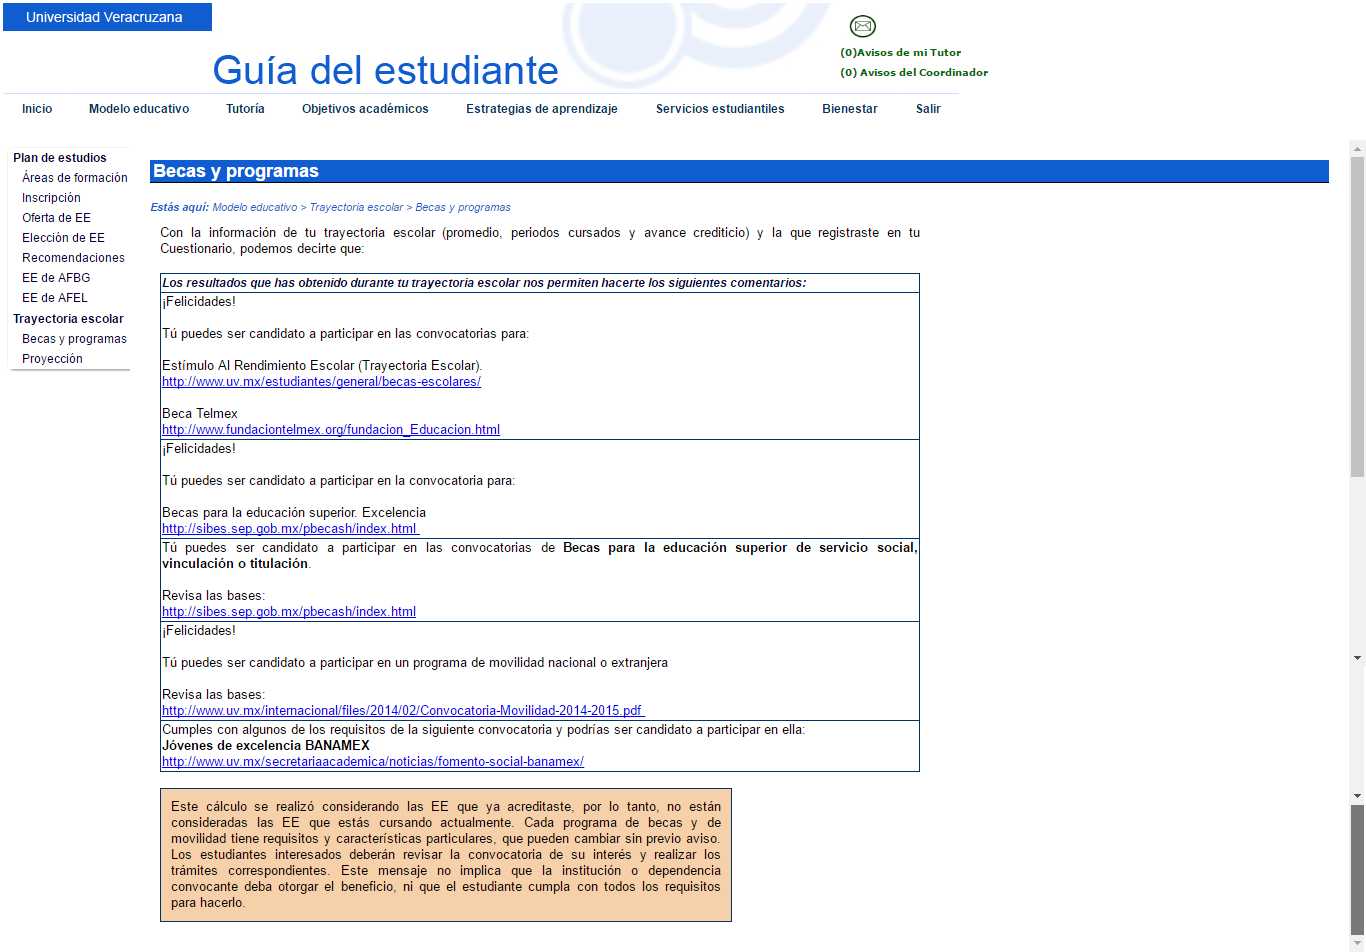 Universidad Veracruzana
Guía del estudiante
(0)Avisos de mi Tutor
(0) Avisos del Coordinador
Inicio Modelo educativo Tutoría Objetivos académicos Estrategias de aprendizaje Servicios estudiantiles Bienestar Salir
Plan de estudios
Áreas de formación
Inscripción
Oferta de EE
Elección de EE
Recomendaciones
EE de AFBG
EE de AFEL
Trayectoria escolar
Becas y programas
Proyección
Becas y programas
Estás aquí: Modelo educativo > Trayectoria escolar > Becas y programas
Con la información de tu trayectoria escolar (promedio, periodos cursados y avance crediticio) y la que registraste en tu
Cuestionario, podemos decirte que:
Los resultados que has obtenido durante tu trayectoria escolar nos permiten hacerte los siguientes comentarios:
¡Felicidades!
Tú puedes ser candidato a participar en las convocatorias para:
Estímulo Al Rendimiento Escolar (Trayectoria Escolar).
http://www.uv.mx/estudiantes/general/becas-escolares/
Beca Telmex
http://www.fundaciontelmex.org/fundacion_Educacion.html
¡Felicidades!
Tú puedes ser candidato a participar en la convocatoria para:
Becas para la educación superior. Excelencia
http://sibes.sep.gob.mx/pbecash/index.html
Tú puedes ser candidato a participar en las convocatorias de Becas para la educación superior de servicio social,
vinculación o titulación.
Revisa las bases:
http://sibes.sep.gob.mx/pbecash/index.html
¡Felicidades!
Tú puedes ser candidato a participar en un programa de movilidad nacional o extranjera
Revisa las bases:
http://www.uv.mx/internacional/files/2014/02/Convocatoria-Movilidad-2014-2015.pdf
Cumples con algunos de los requisitos de la siguiente convocatoria y podrías ser candidato a participar en ella:
Jóvenes de excelencia BANAMEX
http://www.uv.mx/secretariaacademica/noticias/fomento-social-banamex/
Este cálculo se realizó considerando las EE que ya acreditaste, por lo tanto, no están
consideradas las EE que estás cursando actualmente. Cada programa de becas y de
movilidad tiene requisitos y características particulares, que pueden cambiar sin previo aviso.
Los estudiantes interesados deberán revisar la convocatoria de su interés y realizar los
trámites correspondientes. Este mensaje no implica que la institución o dependencia
convocante deba otorgar el beneficio, ni que el estudiante cumpla con todos los requisitos
para hacerlo.